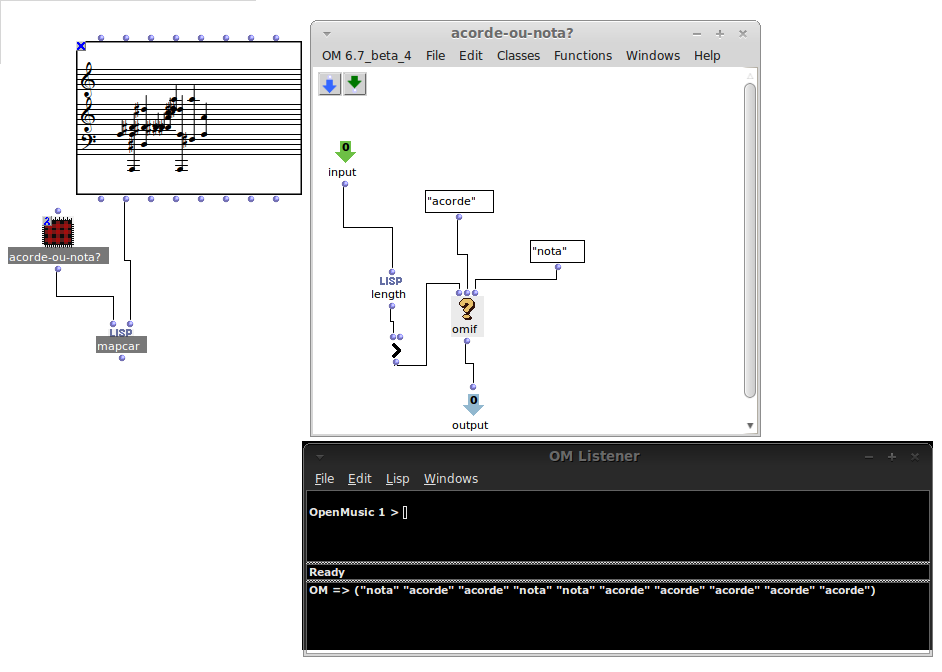 acorde-ou-nota?
OM 6.7_beta_4 File Edit Classes Functions Windows Help
0
input
"acorde"
"nota"
acorde-ou-nota?
LISP
length
omif
LISP
mapcar
0
output
OM Listener
File Edit Lisp Windows
OpenMusic 1 >
Ready
OM => ("nota" "acorde" "acorde" "nota" "nota" "acorde" "acorde" "acorde" "acorde" "acorde")